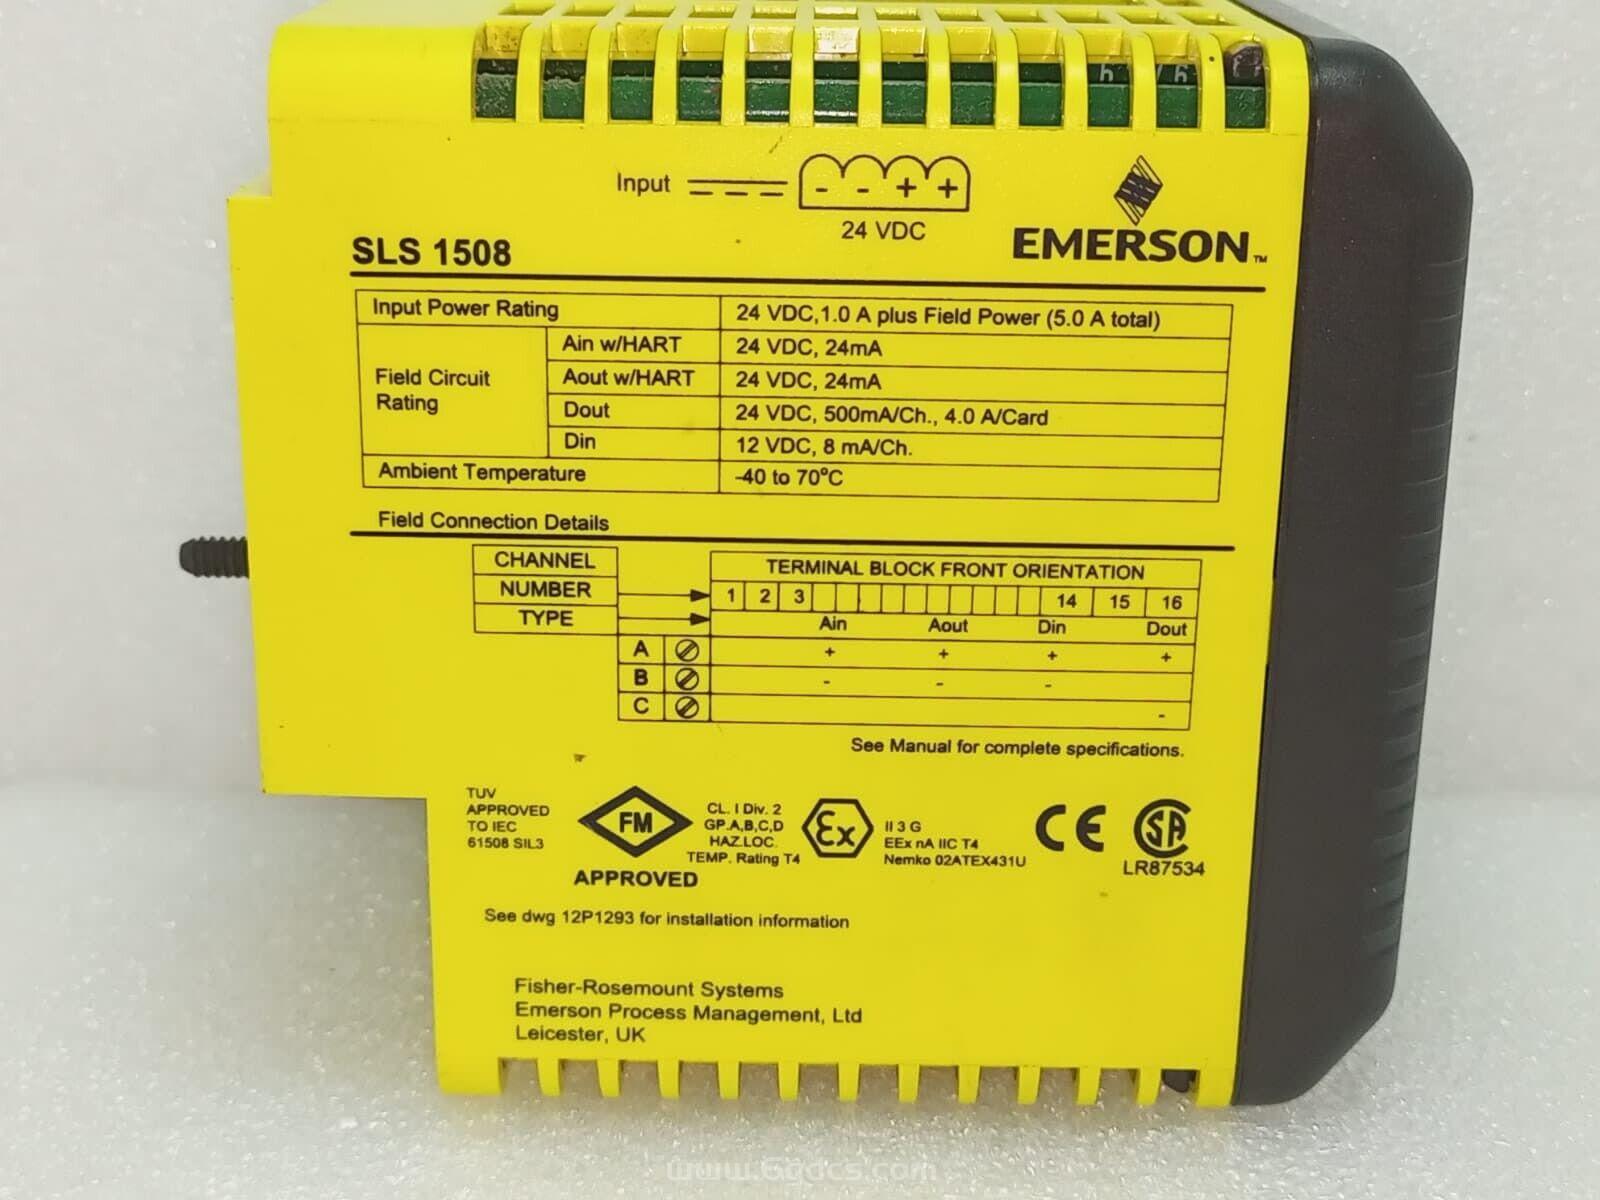 Input
- - + +
24 VDC
SLS 1508
EMERSON™
Input Power Rating 24 VDC,1.0 A plus Field Power (5.0 A total)
Field Circuit Rating
Ain w/HART 24 VDC, 24mA
Aout w/HART 24 VDC, 24mA
Dout 24 VDC, 500mA/Ch., 4.0 A/Card
Din 12 VDC, 8 mA/Ch.
Ambient Temperature -40 to 70°C
Field Connection Details
CHANNEL
NUMBER
TYPE
TERMINAL BLOCK FRONT ORIENTATION
1 2 3 14 15 16
Ain Aout Din Dout
A + + + +
B - - -
C -
See Manual for complete specifications.
TUV
APPROVED
TO IEC
61508 SIL3
FM
APPROVED
CL. I Div. 2
GP.A,B,C,D
HAZ.LOC.
TEMP. Rating T4
Ex
II 3 G
EEx nA IIC T4
Nemko 02ATEX431U
CE
SA
LR87534
See dwg 12P1293 for installation information
Fisher-Rosemount Systems
Emerson Process Management, Ltd
Leicester, UK